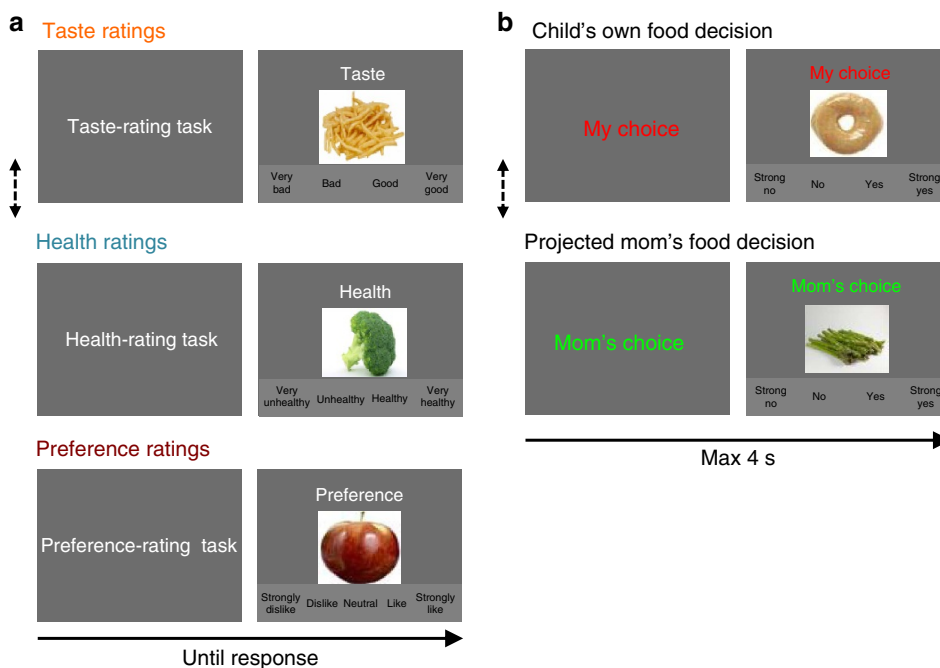 a
Taste ratings
Taste-rating task
Taste
Very bad
Bad
Good
Very good
Health ratings
Health-rating task
Health
Very unhealthy
Unhealthy
Healthy
Very healthy
Preference ratings
Preference-rating task
Preference
Strongly dislike
Dislike
Neutral
Like
Strongly like
Until response
b
Child's own food decision
My choice
My choice
Strong no
No
Yes
Strong yes
Projected mom's food decision
Mom's choice
Mom's choice
Strong no
No
Yes
Strong yes
Max 4 s